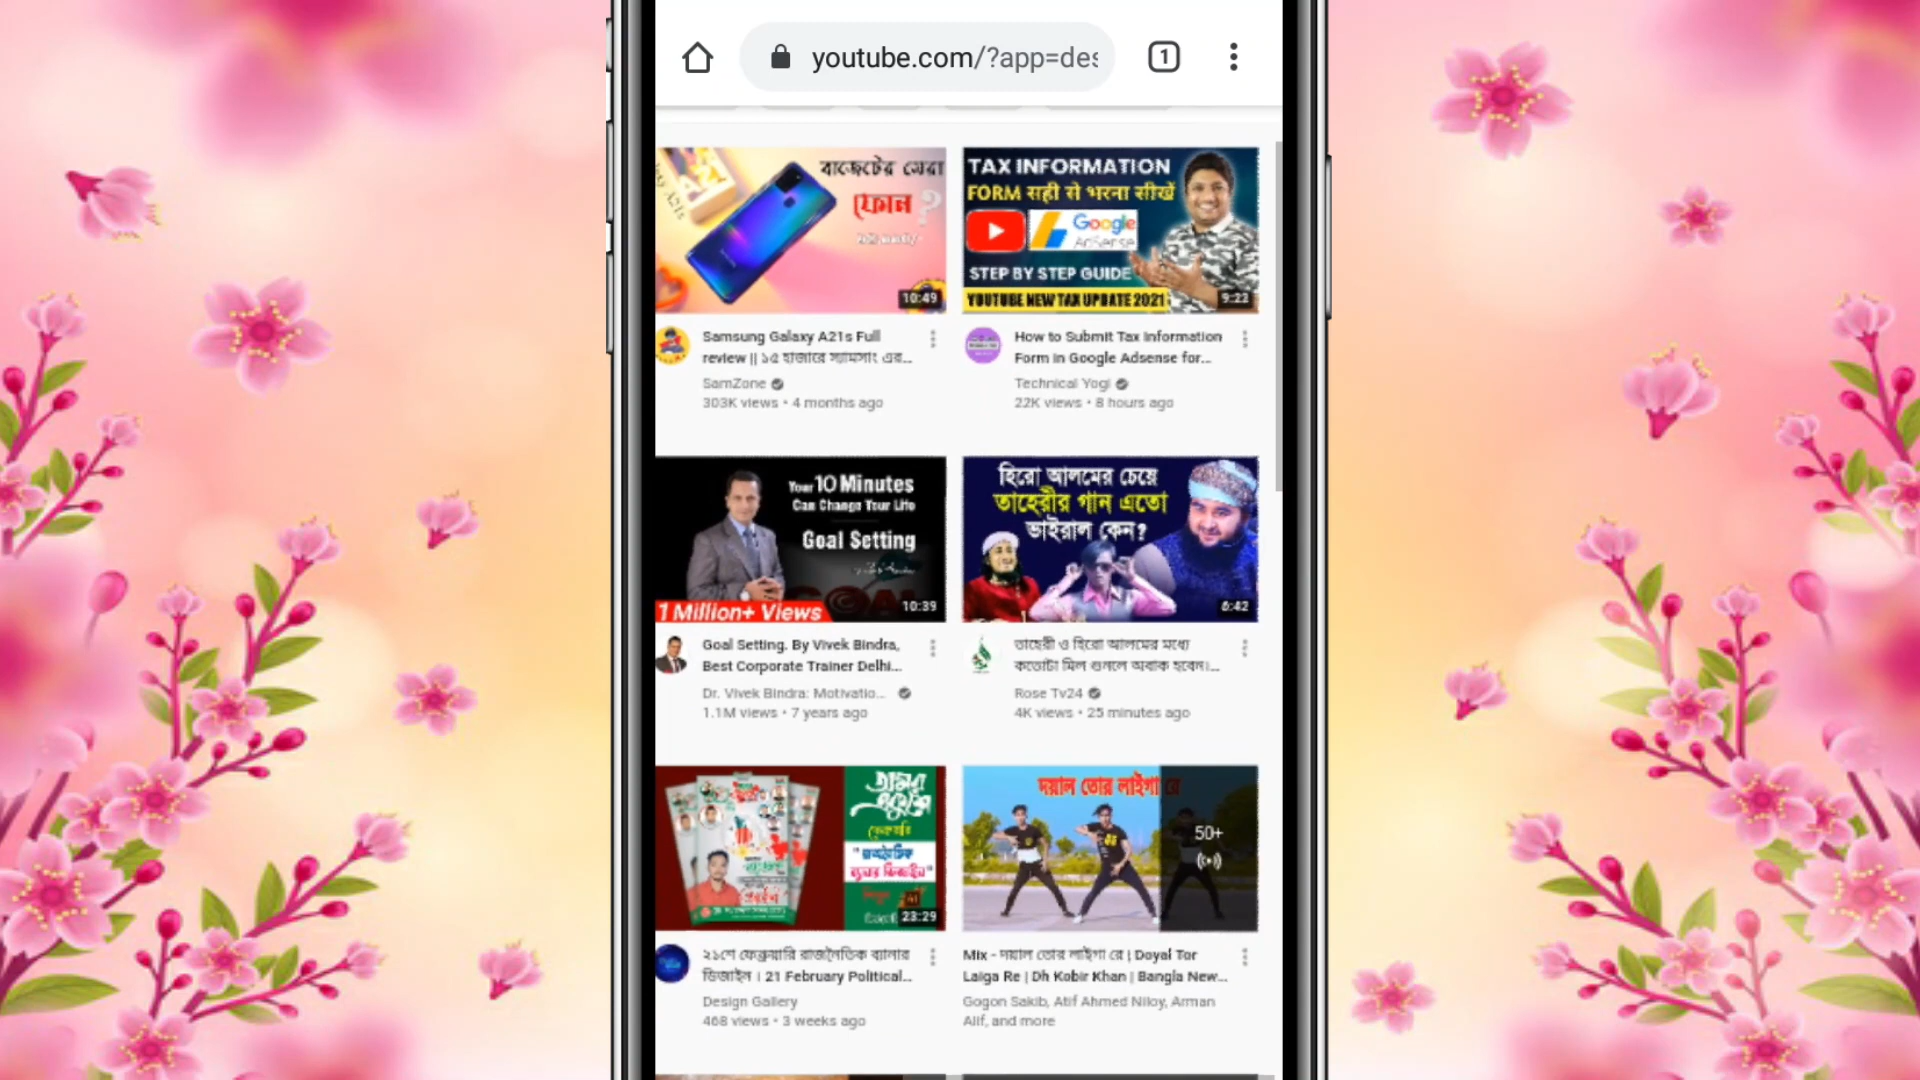 youtube.com/?app=des
1
বাজেটের সেরা
ফোন ?
10:49
Samsung Galaxy A21s Full
review || ১৫ হাজারে স্যামসাং এর...
SamZone
303K views • 4 months ago
TAX INFORMATION
FORM सही से भरना सीखें
Google
AdSense
STEP BY STEP GUIDE
YOUTUBE NEW TAX UPDATE 2021
9:22
How to Submit Tax Information
Form in Google Adsense for...
Technical Yogi
22K views • 8 hours ago
Your 10 Minutes
Can Change Your Life
Goal Setting
GOAL
1 Million+ Views
10:39
Goal Setting. By Vivek Bindra,
Best Corporate Trainer Delhi...
Dr. Vivek Bindra: Motivatio...
1.1M views • 7 years ago
হিরো আলমের চেয়ে
তাহেরীর গান এতো
ভাইরাল কেন?
6:42
তাহেরী ও হিরো আলমের মধ্যে
কতোটা মিল শুনলে অবাক হবেন।...
Rose Tv24
4K views • 25 minutes ago
অমর
একুশে
ফেব্রুয়ারি
"রাজনৈতিক
ব্যানার ডিজাইন"
23:29
২১শে ফেব্রুয়ারি রাজনৈতিক ব্যানার
ডিজাইন । 21 February Political...
Design Gallery
468 views • 3 weeks ago
দয়াল তোর লাইগা রে
50+
Mix - দয়াল তোর লাইগা রে | Doyal Tor
Laiga Re | Dh Kobir Khan | Bangla New...
Gogon Sakib, Atif Ahmed Niloy, Arman
Alif, and more